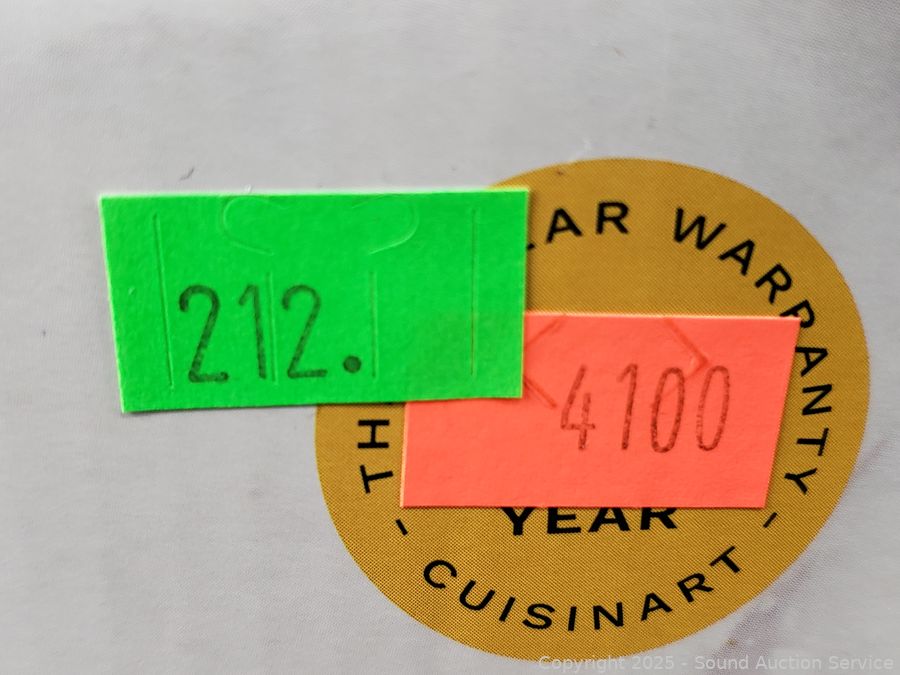 212.
4100
TH
AR WARRANTY
YEAR
- CUISINART -
Copyright 2025 - Sound Auction Service